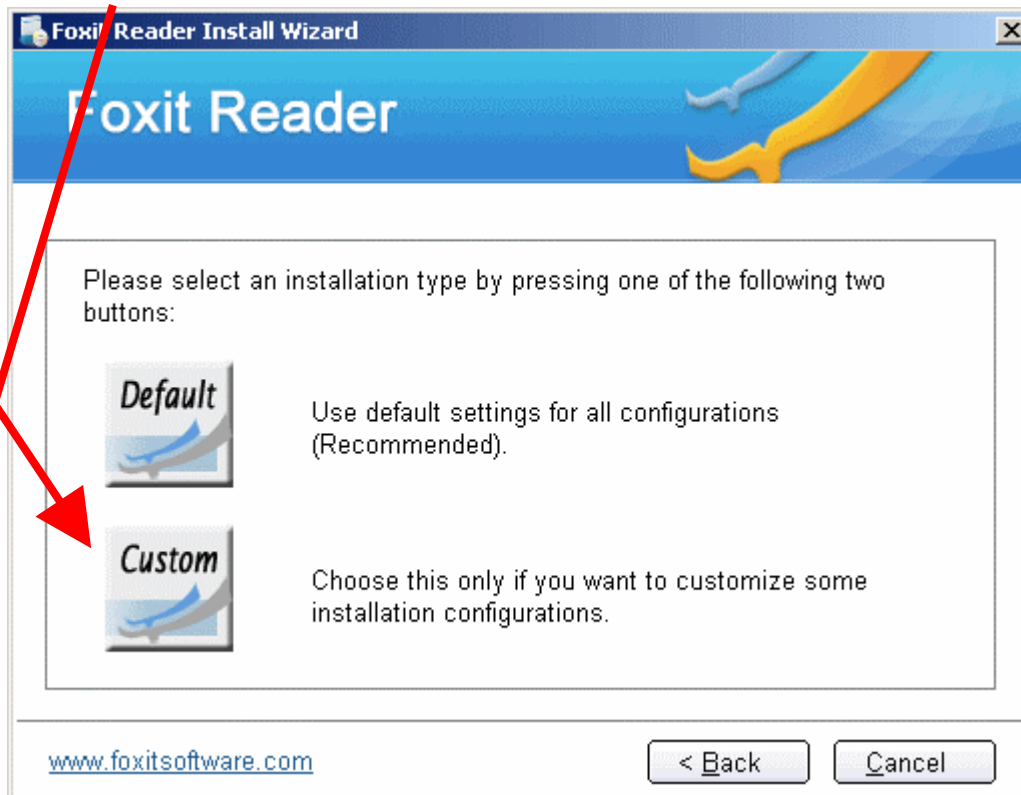 Foxit Reader Install Wizard
Foxit Reader
Please select an installation type by pressing one of the following two
buttons:
Default
Use default settings for all configurations
(Recommended).
Custom
Choose this only if you want to customize some
installation configurations.
www.foxitsoftware.com
< Back
Cancel